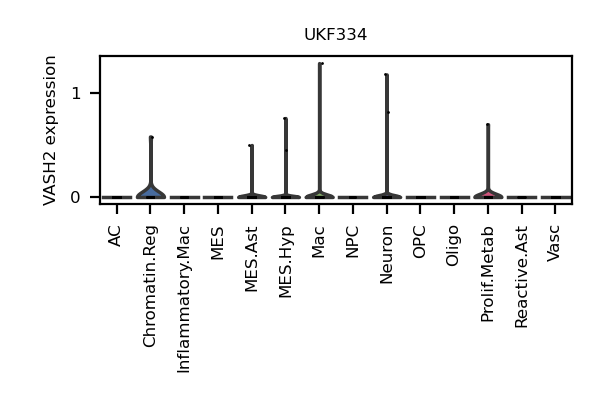 UKF334
VASH2 expression
1
0
AC
Chromatin.Reg
Inflammatory.Mac
MES
MES.Ast
MES.Hyp
Mac
NPC
Neuron
OPC
Oligo
Prolif.Metab
Reactive.Ast
Vasc